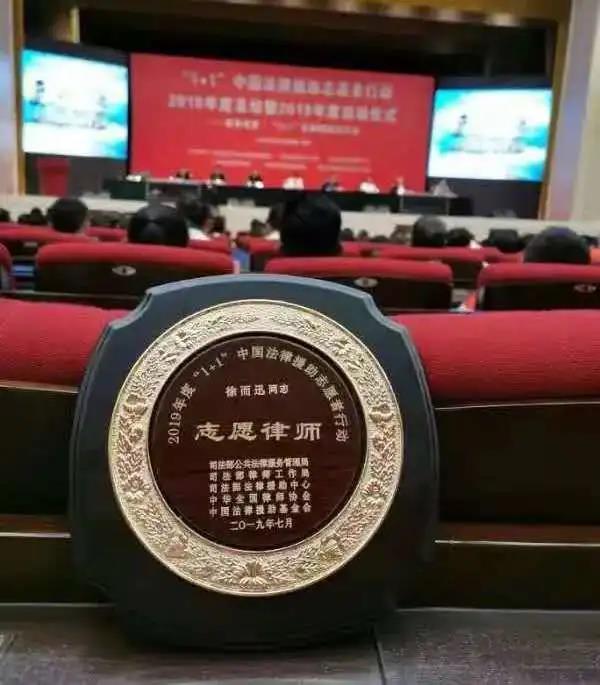 “1+1”中国法律援助志愿者行动
2018年度总结暨2019年度启动仪式
2019年度“1+1”中国法律援助志愿者行动
徐而迅同志
志愿律师
司法部公共法律服务管理局
司法部律师工作局
司法部法律援助中心
中华全国律师协会
中国法律援助基金会
二〇一九年七月